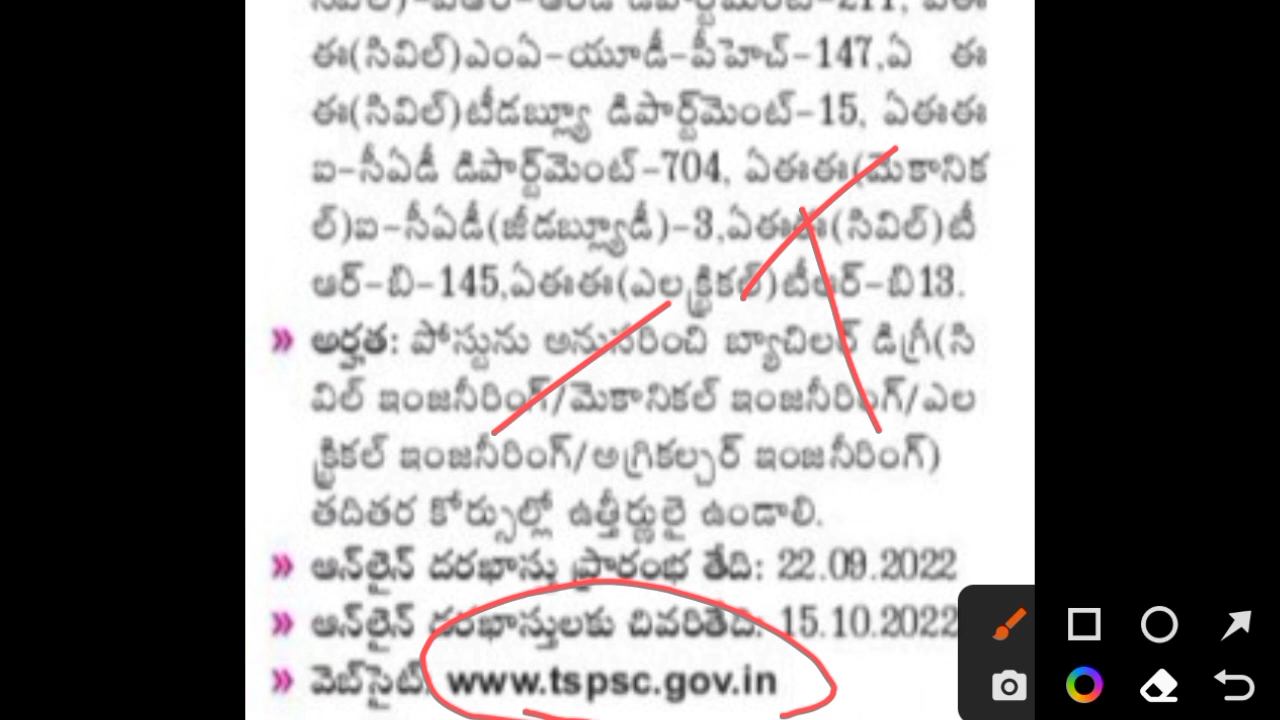 ఈ(సివిల్)ఎంఏ-యూడీ-పీహెచ్-147,ఏ ఈ
ఈ(సివిల్)టీడబ్ల్యూ డిపార్ట్‌మెంట్-15, ఏఈఈ
ఐ-సీఏడీ డిపార్ట్‌మెంట్-704, ఏఈఈ(మెకానిక
ల్)ఐ-సీఏడీ(జీడబ్ల్యూడీ)-3,ఏఈఈ(సివిల్)టీ
ఆర్-బి-145,ఏఈఈ(ఎలక్ట్రికల్)టీఆర్-బి13.
» అర్హత: పోస్టును అనుసరించి బ్యాచిలర్ డిగ్రీ(సి
విల్ ఇంజనీరింగ్/మెకానికల్ ఇంజనీరింగ్/ఎల
క్ట్రికల్ ఇంజనీరింగ్/అగ్రికల్చర్ ఇంజనీరింగ్)
తదితర కోర్సుల్లో ఉత్తీర్ణులై ఉండాలి.
» ఆన్‌లైన్ దరఖాస్తు ప్రారంభ తేది: 22.09.2022
» ఆన్‌లైన్ దరఖాస్తులకు చివరితేది: 15.10.2022
» వెబ్‌సైట్: www.tspsc.gov.in